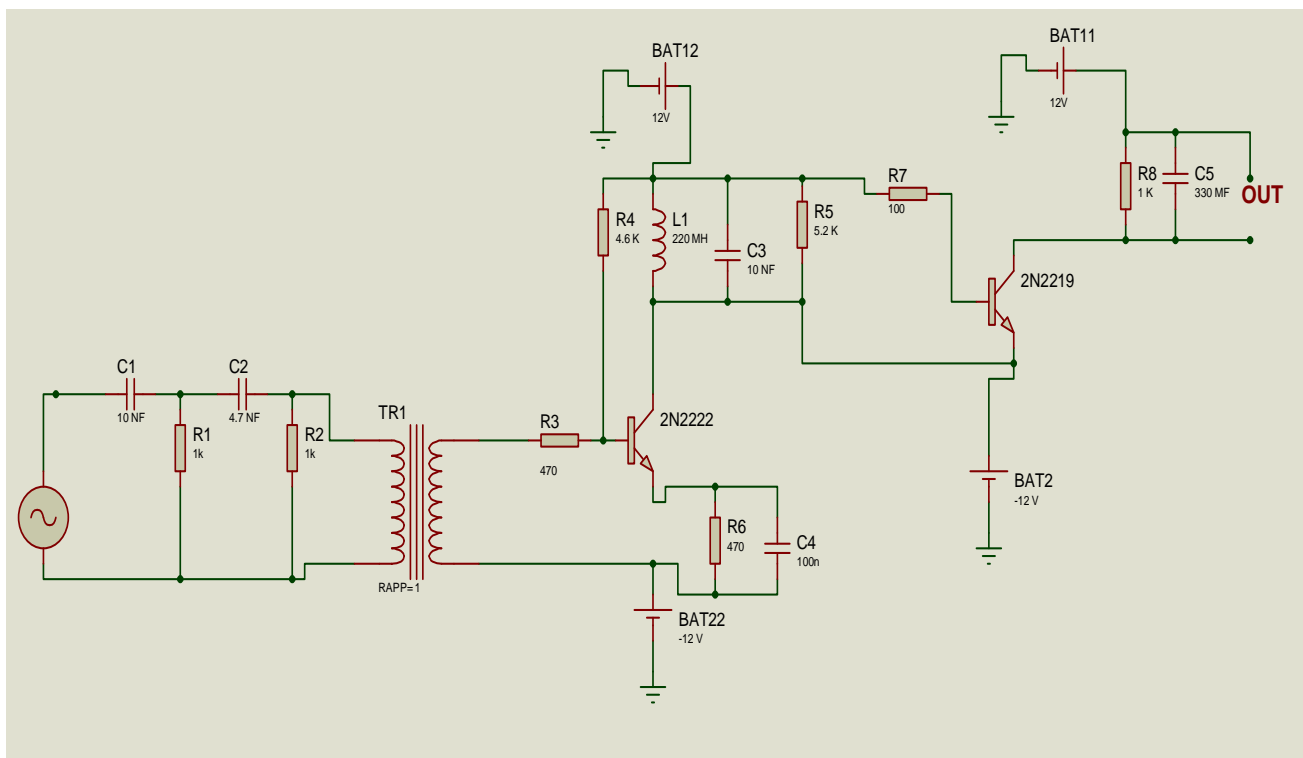 BAT12
12V
BAT11
12V
R4
4.6 K
L1
220 MH
C3
10 NF
R5
5.2 K
R7
100
R8
1 K
C5
330 MF
OUT
2N2219
C1
10 NF
C2
4.7 NF
R1
1k
R2
1k
TR1
RAPP=1
R3
470
2N2222
R6
470
C4
100n
BAT2
-12 V
BAT22
-12 V